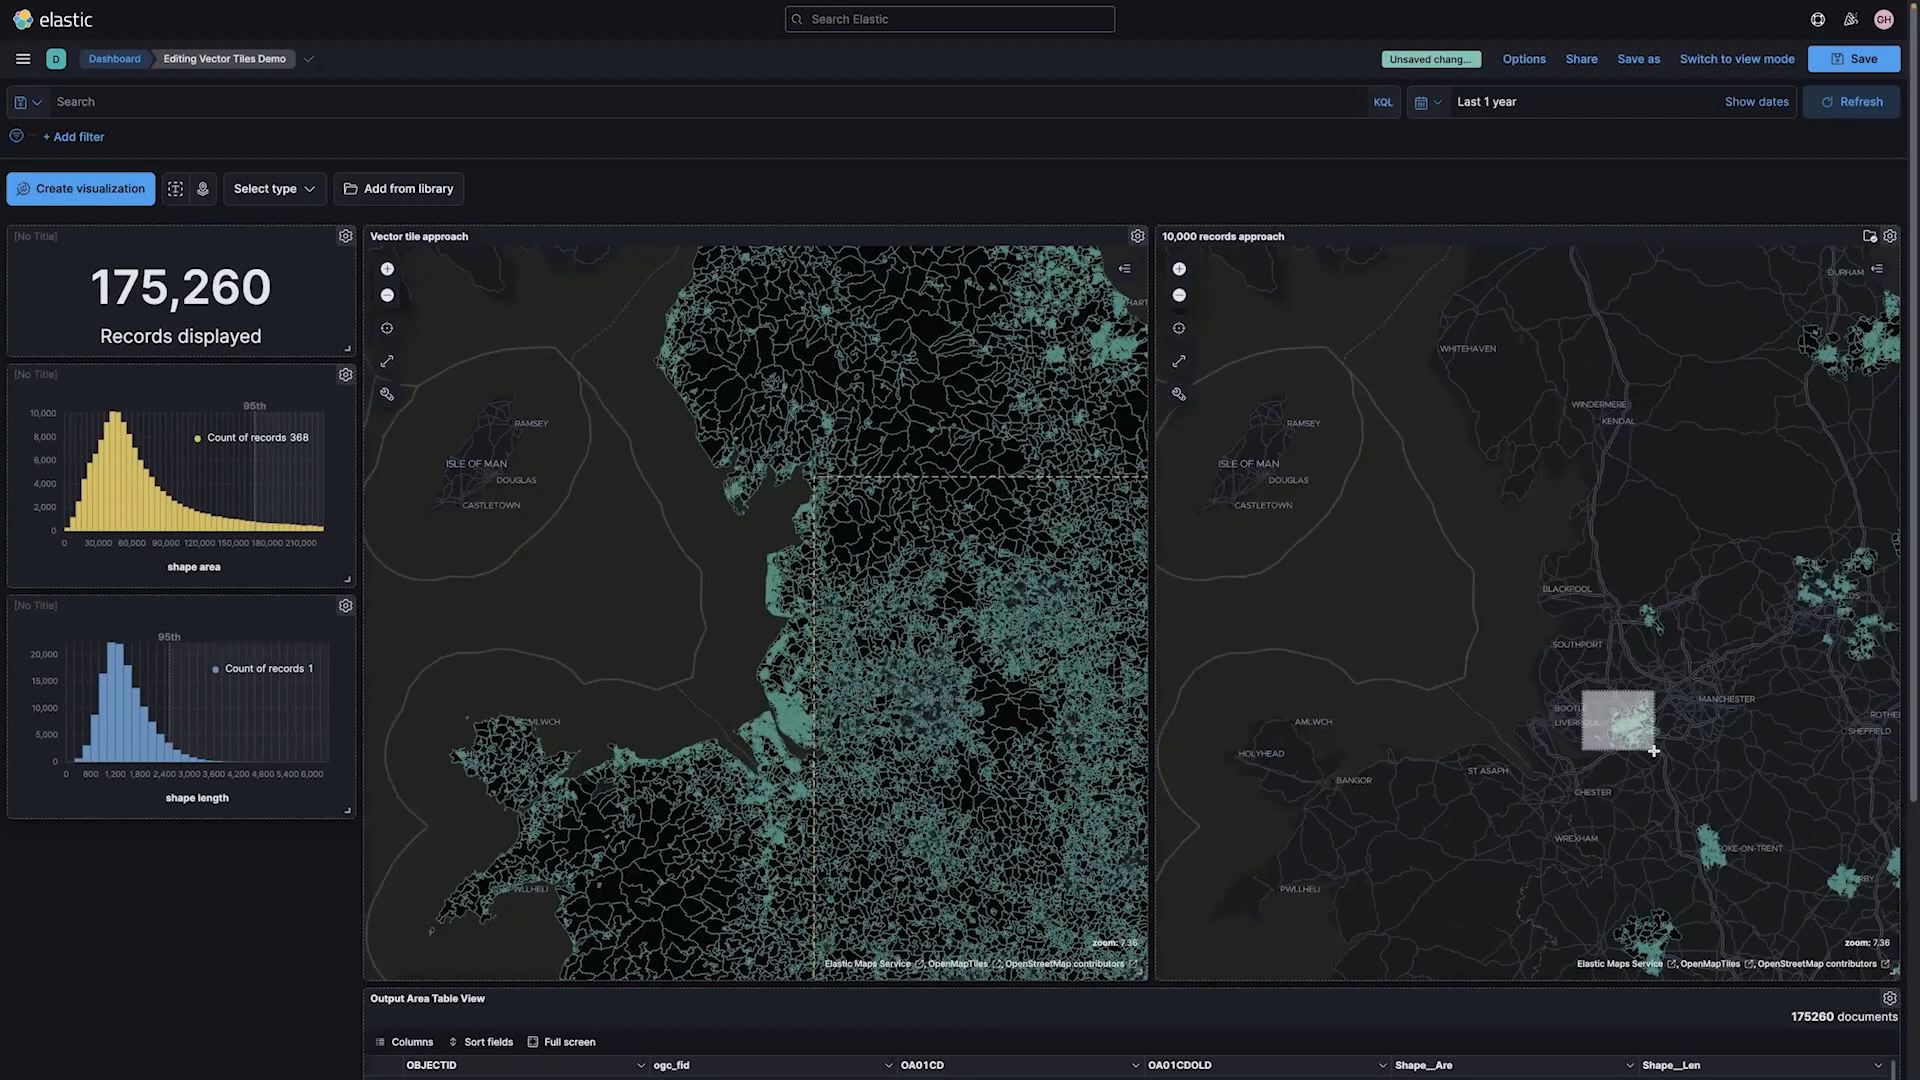 elastic
Search Elastic
GH
D
Dashboard
Editing Vector Tiles Demo
Unsaved chang...
Options
Share
Save as
Switch to view mode
Save
Search
KQL
Last 1 year
Show dates
Refresh
+ Add filter
Create visualization
Select type
Add from library
[No Title]
175,260
Records displayed
[No Title]
95th
Count of records 368
10,000
8,000
6,000
4,000
2,000
0
0 30,000 60,000 90,000 120,000 150,000 180,000 210,000
shape area
[No Title]
95th
Count of records 1
20,000
15,000
10,000
5,000
0
0 600 1,200 1,800 2,400 3,000 3,600 4,200 4,800 5,400 6,000
shape length
Vector tile approach
RAMSEY
ISLE OF MAN
DOUGLAS
CASTLETOWN
zoom: 7.36
Elastic Maps Service , OpenMapTiles , OpenStreetMap contributors
10,000 records approach
DURHAM
WHITEHAVEN
WINDERMERE
KENDAL
RAMSEY
ISLE OF MAN
DOUGLAS
CASTLETOWN
BLACKPOOL
SOUTHPORT
MANCHESTER
BOOTLE
LIVERPOOL
SHEFFIELD
AMLWCH
HOLYHEAD
ST ASAPH
BANGOR
CHESTER
WREXHAM
OKE-ON-TRENT
PWLLHELI
zoom: 7.36
Elastic Maps Service , OpenMapTiles , OpenStreetMap contributors
Output Area Table View
175260 documents
Columns
Sort fields
Full screen
OBJECTID
ogc_fid
OA01CD
OA01CDOLD
Shape__Are
Shape__Len